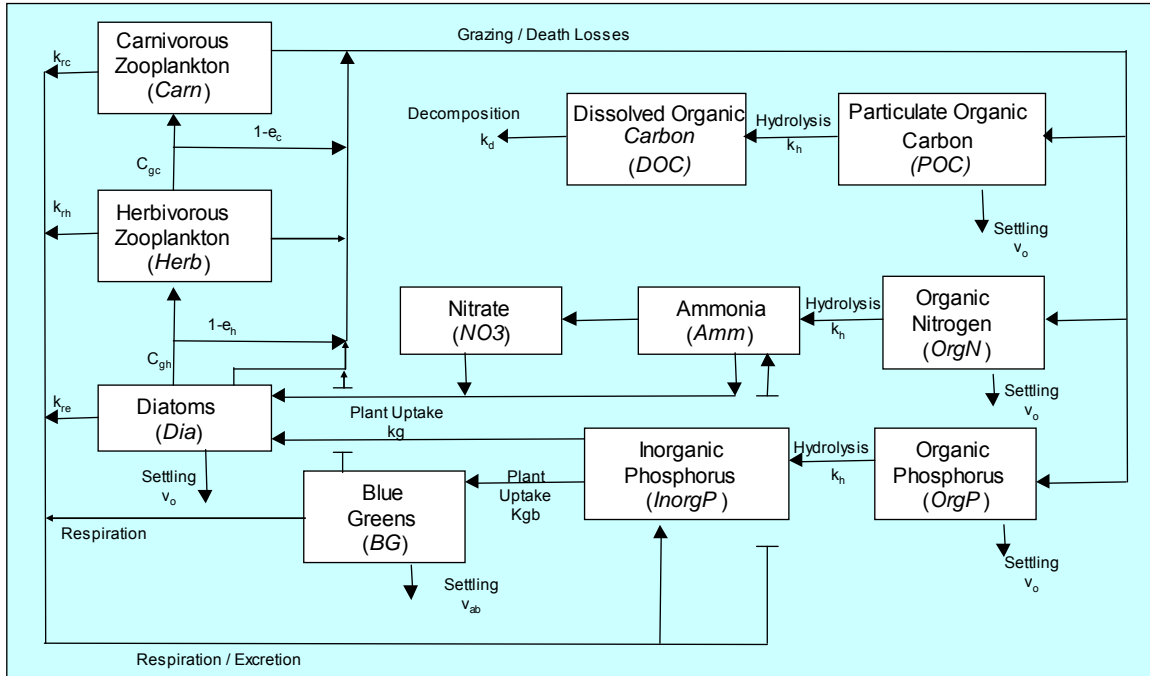 Carnivorous
Zooplankton
(Carn)
Grazing / Death Losses
k_rc
Decomposition
k_d
Dissolved Organic
Carbon
(DOC)
Hydrolysis
k_h
Particulate Organic
Carbon
(POC)
1-e_c
C_gc
Settling
v_o
k_rh
Herbivorous
Zooplankton
(Herb)
Nitrate
(NO3)
Ammonia
(Amm)
Hydrolysis
k_h
Organic
Nitrogen
(OrgN)
1-e_h
C_gh
Settling
v_o
k_re
Diatoms
(Dia)
Plant Uptake
kg
Inorganic
Phosphorus
(InorgP)
Hydrolysis
k_h
Organic
Phosphorus
(OrgP)
Settling
v_o
Blue
Greens
(BG)
Plant
Uptake
Kgb
Respiration
Settling
v_ab
Settling
v_o
Respiration / Excretion